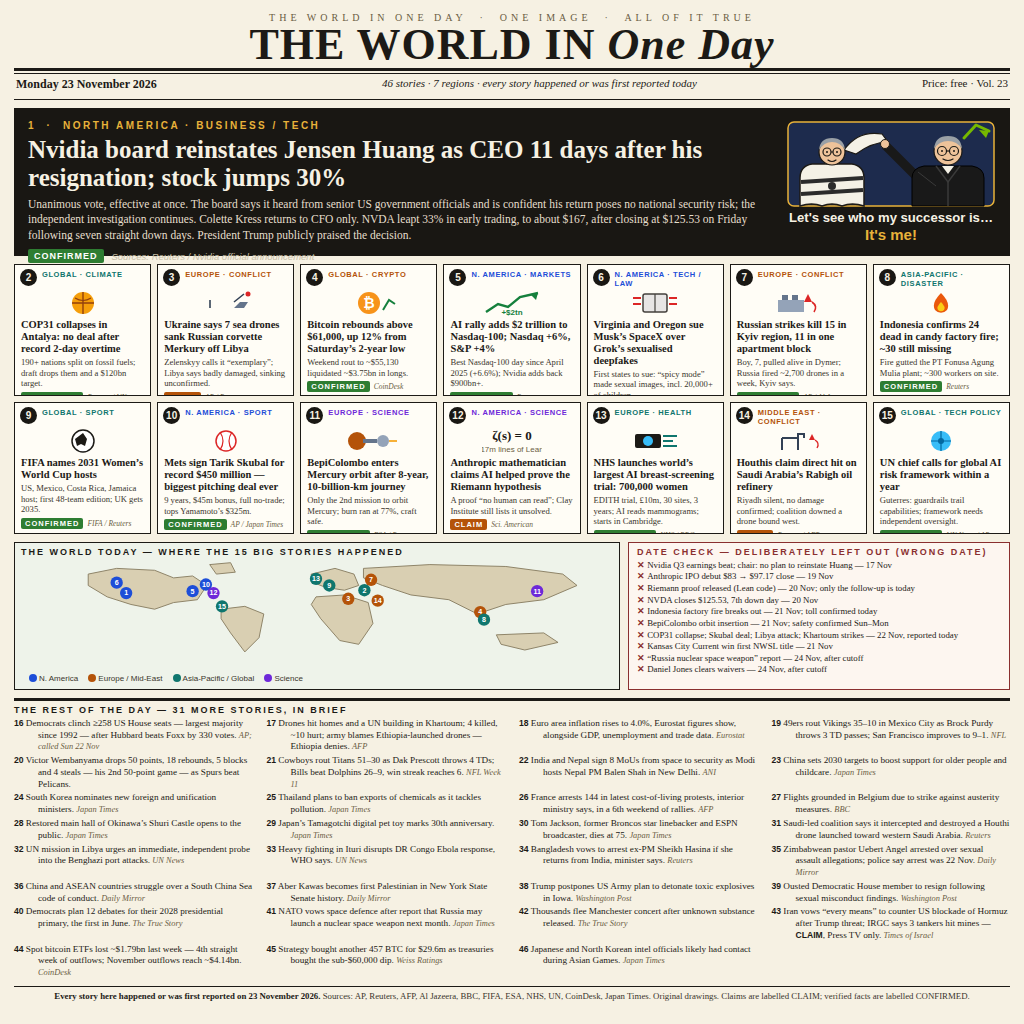 THE WORLD IN ONE DAY · ONE IMAGE · ALL OF IT TRUE
THE WORLD IN One Day
Monday 23 November 2026
46 stories · 7 regions · every story happened or was first reported today
Price: free · Vol. 23
1 · NORTH AMERICA · BUSINESS / TECH
Nvidia board reinstates Jensen Huang as CEO 11 days after his
resignation; stock jumps 30%
Unanimous vote, effective at once. The board says it heard from senior US government officials and is confident his return poses no national security risk; the
independent investigation continues. Colette Kress returns to CFO only. NVDA leapt 33% in early trading, to about $167, after closing at $125.53 on Friday
following seven straight down days. President Trump publicly praised the decision.
CONFIRMED Sources: Reuters / Nvidia official announcement
Let's see who my successor is…
It's me!
2 GLOBAL · CLIMATE
COP31 collapses in
Antalya: no deal after
record 2-day overtime
190+ nations split on fossil fuels;
draft drops them and a $120bn
target.
3 EUROPE · CONFLICT
Ukraine says 7 sea drones
sank Russian corvette
Merkury off Libya
Zelenskyy calls it “exemplary”;
Libya says badly damaged, sinking
unconfirmed.
4 GLOBAL · CRYPTO
₿
Bitcoin rebounds above
$61,000, up 12% from
Saturday’s 2-year low
Weekend rout to ~$55,130
liquidated ~$3.75bn in longs.
CONFIRMED CoinDesk
5 N. AMERICA · MARKETS
+$2tn
AI rally adds $2 trillion to
Nasdaq-100; Nasdaq +6%,
S&P +4%
Best Nasdaq-100 day since April
2025 (+6.6%); Nvidia adds back
$900bn+.
6 N. AMERICA · TECH /
LAW
Virginia and Oregon sue
Musk’s SpaceX over
Grok’s sexualised
deepfakes
First states to sue: “spicy mode”
made sexual images, incl. 20,000+
of children.
7 EUROPE · CONFLICT
Russian strikes kill 15 in
Kyiv region, 11 in one
apartment block
Boy, 7, pulled alive in Dymer;
Russia fired ~2,700 drones in a
week, Kyiv says.
8 ASIA-PACIFIC ·
DISASTER
Indonesia confirms 24
dead in candy factory fire;
~30 still missing
Fire gutted the PT Fonusa Agung
Mulia plant; ~300 workers on site.
CONFIRMED Reuters
9 GLOBAL · SPORT
FIFA names 2031 Women’s
World Cup hosts
US, Mexico, Costa Rica, Jamaica
host; first 48-team edition; UK gets
2035.
CONFIRMED FIFA / Reuters
10 N. AMERICA · SPORT
Mets sign Tarik Skubal for
record $450 million —
biggest pitching deal ever
9 years, $45m bonus, full no-trade;
tops Yamamoto’s $325m.
CONFIRMED AP / Japan Times
11 EUROPE · SCIENCE
BepiColombo enters
Mercury orbit after 8-year,
10-billion-km journey
Only the 2nd mission to orbit
Mercury; burn ran at 77%, craft
safe.
12 N. AMERICA · SCIENCE
ζ(s) = 0
17m lines of Lear
Anthropic mathematician
claims AI helped prove the
Riemann hypothesis
A proof “no human can read”; Clay
Institute still lists it unsolved.
CLAIM Sci. American
13 EUROPE · HEALTH
NHS launches world’s
largest AI breast-screening
trial: 700,000 women
EDITH trial, £10m, 30 sites, 3
years; AI reads mammograms;
starts in Cambridge.
14 MIDDLE EAST ·
CONFLICT
Houthis claim direct hit on
Saudi Arabia’s Rabigh oil
refinery
Riyadh silent, no damage
confirmed; coalition downed a
drone bound west.
15 GLOBAL · TECH POLICY
UN chief calls for global AI
risk framework within a
year
Guterres: guardrails trail
capabilities; framework needs
independent oversight.
THE WORLD TODAY — WHERE THE 15 BIG STORIES HAPPENED
6
1
5
10
12
15
13
9
7
2
3
14
11
4
8
N. America Europe / Mid-East Asia-Pacific / Global Science
DATE CHECK — DELIBERATELY LEFT OUT (WRONG DATE)
✕ Nvidia Q3 earnings beat; chair: no plan to reinstate Huang — 17 Nov
✕ Anthropic IPO debut $83 → $97.17 close — 19 Nov
✕ Riemann proof released (Lean code) — 20 Nov; only the follow-up is today
✕ NVDA closes $125.53, 7th down day — 20 Nov
✕ Indonesia factory fire breaks out — 21 Nov; toll confirmed today
✕ BepiColombo orbit insertion — 21 Nov; safety confirmed Sun–Mon
✕ COP31 collapse; Skubal deal; Libya attack; Khartoum strikes — 22 Nov, reported today
✕ Kansas City Current win first NWSL title — 21 Nov
✕ “Russia nuclear space weapon” report — 24 Nov, after cutoff
✕ Daniel Jones clears waivers — 24 Nov, after cutoff
THE REST OF THE DAY — 31 MORE STORIES, IN BRIEF
16 Democrats clinch ≥258 US House seats — largest majority
since 1992 — after Hubbard beats Foxx by 330 votes. AP;
called Sun 22 Nov
17 Drones hit homes and a UN building in Khartoum; 4 killed,
~10 hurt; army blames Ethiopia-launched drones —
Ethiopia denies. AFP
18 Euro area inflation rises to 4.0%, Eurostat figures show,
alongside GDP, unemployment and trade data. Eurostat
19 49ers rout Vikings 35–10 in Mexico City as Brock Purdy
throws 3 TD passes; San Francisco improves to 9–1. NFL
20 Victor Wembanyama drops 50 points, 18 rebounds, 5 blocks
and 4 steals — his 2nd 50-point game — as Spurs beat
Pelicans.
21 Cowboys rout Titans 51–30 as Dak Prescott throws 4 TDs;
Bills beat Dolphins 26–9, win streak reaches 6. NFL Week
11
22 India and Nepal sign 8 MoUs from space to security as Modi
hosts Nepal PM Balen Shah in New Delhi. ANI
23 China sets 2030 targets to boost support for older people and
childcare. Japan Times
24 South Korea nominates new foreign and unification
ministers. Japan Times
25 Thailand plans to ban exports of chemicals as it tackles
pollution. Japan Times
26 France arrests 144 in latest cost-of-living protests, interior
ministry says, in a 6th weekend of rallies. AFP
27 Flights grounded in Belgium due to strike against austerity
measures. BBC
28 Restored main hall of Okinawa’s Shuri Castle opens to the
public. Japan Times
29 Japan’s Tamagotchi digital pet toy marks 30th anniversary.
Japan Times
30 Tom Jackson, former Broncos star linebacker and ESPN
broadcaster, dies at 75. Japan Times
31 Saudi-led coalition says it intercepted and destroyed a Houthi
drone launched toward western Saudi Arabia. Reuters
32 UN mission in Libya urges an immediate, independent probe
into the Benghazi port attacks. UN News
33 Heavy fighting in Ituri disrupts DR Congo Ebola response,
WHO says. UN News
34 Bangladesh vows to arrest ex-PM Sheikh Hasina if she
returns from India, minister says. Reuters
35 Zimbabwean pastor Uebert Angel arrested over sexual
assault allegations; police say arrest was 22 Nov. Daily
Mirror
36 China and ASEAN countries struggle over a South China Sea
code of conduct. Daily Mirror
37 Aber Kawas becomes first Palestinian in New York State
Senate history. Daily Mirror
38 Trump postpones US Army plan to detonate toxic explosives
in Iowa. Washington Post
39 Ousted Democratic House member to resign following
sexual misconduct findings. Washington Post
40 Democrats plan 12 debates for their 2028 presidential
primary, the first in June. The True Story
41 NATO vows space defence after report that Russia may
launch a nuclear space weapon next month. Japan Times
42 Thousands flee Manchester concert after unknown substance
released. The True Story
43 Iran vows “every means” to counter US blockade of Hormuz
after Trump threat; IRGC says 3 tankers hit mines —
CLAIM, Press TV only. Times of Israel
44 Spot bitcoin ETFs lost ~$1.79bn last week — 4th straight
week of outflows; November outflows reach ~$4.14bn.
CoinDesk
45 Strategy bought another 457 BTC for $29.6m as treasuries
bought the sub-$60,000 dip. Weiss Ratings
46 Japanese and North Korean intel officials likely had contact
during Asian Games. Japan Times
Every story here happened or was first reported on 23 November 2026. Sources: AP, Reuters, AFP, Al Jazeera, BBC, FIFA, ESA, NHS, UN, CoinDesk, Japan Times. Original drawings. Claims are labelled CLAIM; verified facts are labelled CONFIRMED.